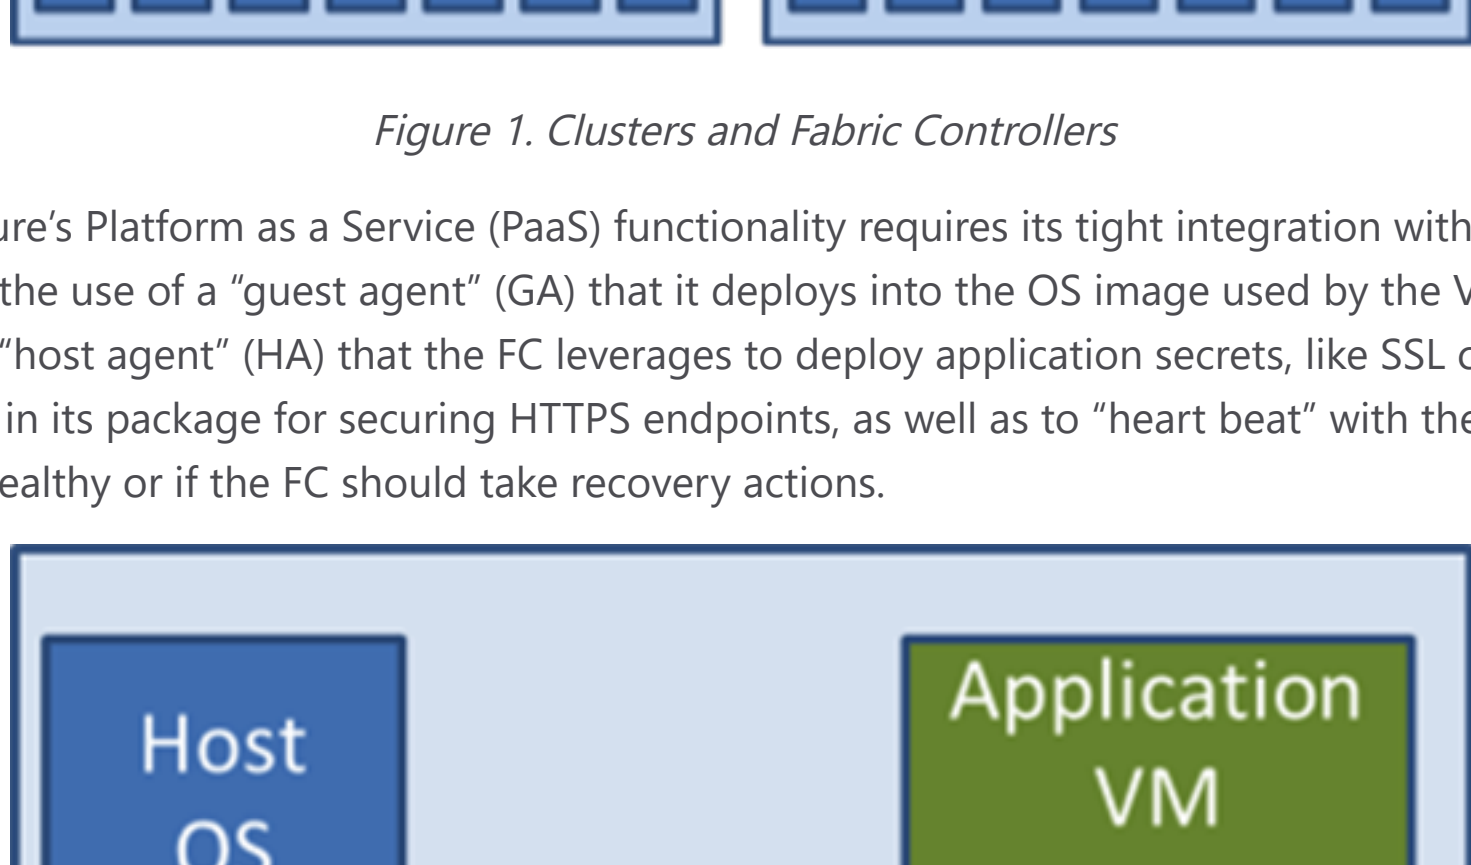 Figure 1. Clusters and Fabric Controllers
ure’s Platform as a Service (PaaS) functionality requires its tight integration with
the use of a “guest agent” (GA) that it deploys into the OS image used by the V
“host agent” (HA) that the FC leverages to deploy application secrets, like SSL c
in its package for securing HTTPS endpoints, as well as to “heart beat” with the
ealthy or if the FC should take recovery actions.
Application
Host
VM
OS